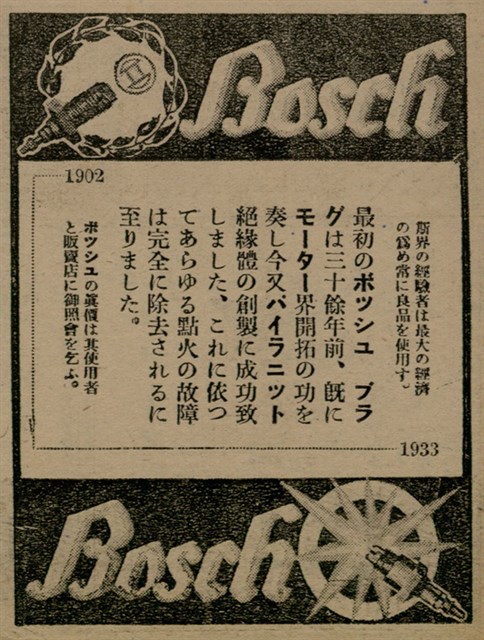 Bosch
1902
斯界の經驗者は最大の經濟
の爲め常に良品を使用す。
最初のボッシュ プラ
グは三十餘年前、既に
モーター界開拓の功を
奏し今又パイラニット
絕緣體の創製に成功致
しました、これに依つ
てあらゆる點火の故障
は完全に除去されるに
至りました。
ボッシュの眞價は其使用者
と販賣店に御照會を乞ふ。
1933
Bosch